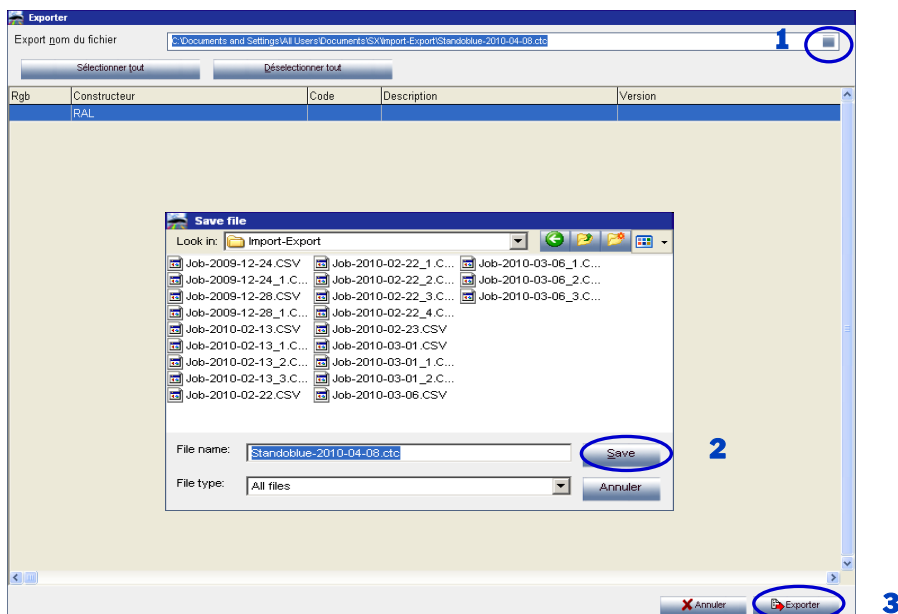 Exporter
Export nom du fichier C:\Documents and Settings\All Users\Documents\SX\Import-Export\Standoblue-2010-04-08.ctc 1
Sélectionner tout Déselectionner tout
Rgb Constructeur Code Description Version
RAL
Save file
Look in: Import-Export
Job-2009-12-24.CSV Job-2010-02-22_1.C... Job-2010-03-06_1.C...
Job-2009-12-24_1.C... Job-2010-02-22_2.C... Job-2010-03-06_2.C...
Job-2009-12-28.CSV Job-2010-02-22_3.C... Job-2010-03-06_3.C...
Job-2009-12-28_1.C... Job-2010-02-22_4.C...
Job-2010-02-13.CSV Job-2010-02-23.CSV
Job-2010-02-13_1.C... Job-2010-03-01.CSV
Job-2010-02-13_2.C... Job-2010-03-01_1.C...
Job-2010-02-13_3.C... Job-2010-03-01_2.C...
Job-2010-02-22.CSV Job-2010-03-06.CSV
File name: Standoblue-2010-04-08.ctc Save 2
File type: All files Annuler
Annuler Exporter 3